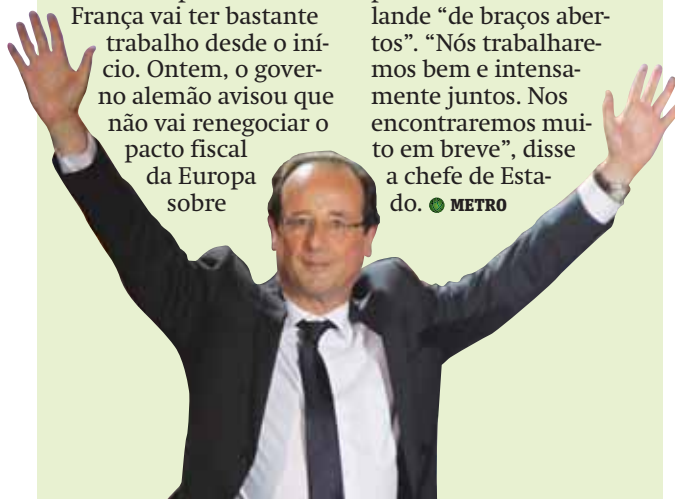 França vai ter bastante
trabalho desde o iní-
cio. Ontem, o gover-
no alemão avisou que
não vai renegociar o
pacto fiscal
da Europa
sobre
lande “de braços aber-
tos”. “Nós trabalhare-
mos bem e intensa-
mente juntos. Nos
encontraremos mui-
to em breve”, disse
a chefe de Esta-
do. METRO